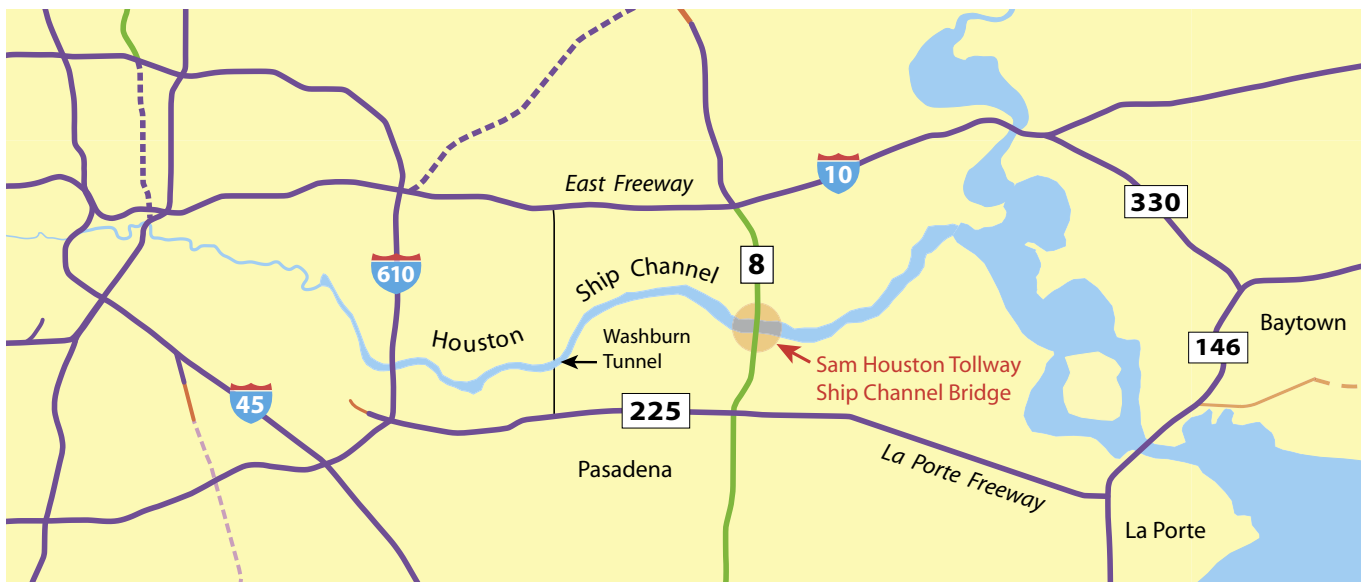 East Freeway
10
330
8
610
Ship Channel
Houston
Washburn
Tunnel
Baytown
146
Sam Houston Tollway
Ship Channel Bridge
45
225
Pasadena
La Porte Freeway
La Porte